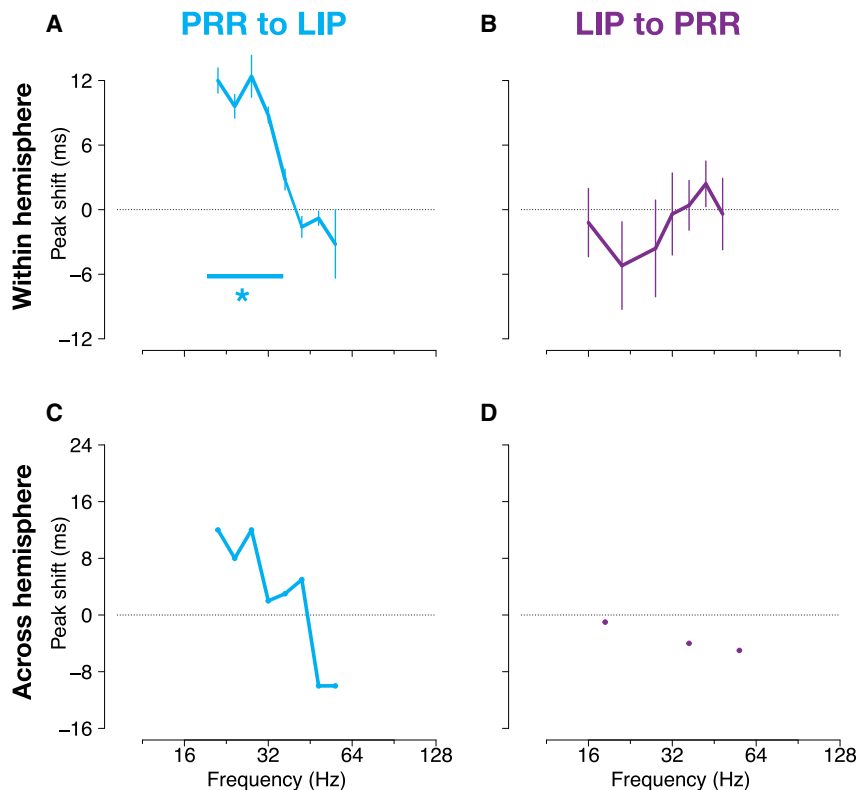 A PRR to LIP
B LIP to PRR
Within hemisphere
Peak shift (ms)
12
6
0
−6
−12
*
C
D
Across hemisphere
Peak shift (ms)
24
16
8
0
−8
−16
16 32 64 128
Frequency (Hz)
16 32 64 128
Frequency (Hz)